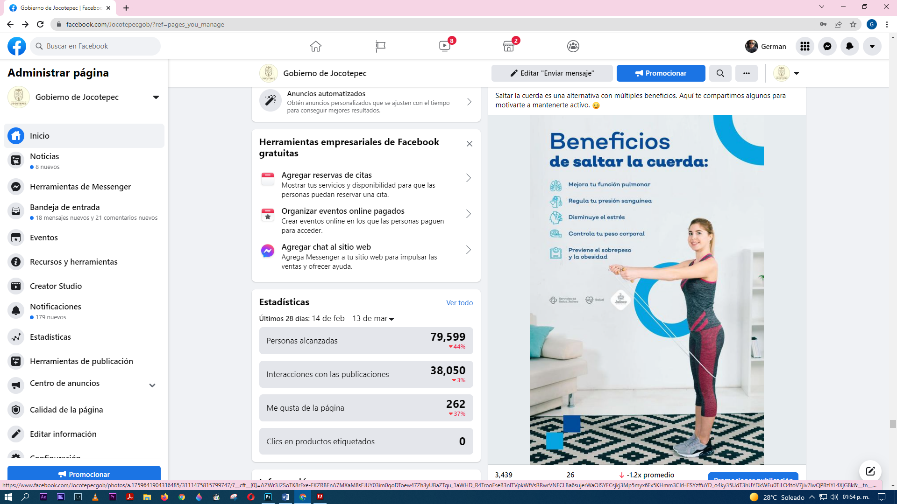 Gobierno de Jocotepec | Facebook
facebook.com/Jocotepecgob/?ref=pages_you_manage
Buscar en Facebook
8
2
German
Administrar página
Gobierno de Jocotepec
Inicio
Noticias
6 nuevos
Herramientas de Messenger
Bandeja de entrada
18 mensajes nuevos y 21 comentarios nuevos
Eventos
Recursos y herramientas
Creator Studio
Notificaciones
179 nuevos
Estadísticas
Herramientas de publicación
Centro de anuncios
Calidad de la página
Editar información
Configuración
Promocionar
Gobierno de Jocotepec
Editar "Enviar mensaje"
Promocionar
Anuncios automatizados
Obtén anuncios personalizados que se ajusten con el tiempo
para conseguir mejores resultados.
Herramientas empresariales de Facebook
gratuitas
Agregar reservas de citas
Mostrar tus servicios y disponibilidad para que las
personas puedan reservar una cita.
Organizar eventos online pagados
Crear eventos online en los que las personas paguen
para acceder.
Agregar chat al sitio web
Agrega Messenger a tu sitio web para impulsar las
ventas y ofrecer ayuda.
Estadísticas
Ver todo
Últimos 28 días: 14 de feb - 13 de mar
Personas alcanzadas
79,599
44%
Interacciones con las publicaciones
38,050
3%
Me gusta de la página
262
37%
Clics en productos etiquetados
0
Saltar la cuerda es una alternativa con múltiples beneficios. Aquí te compartimos algunos para
motivarte a mantenerte activo.
Beneficios
de saltar la cuerda:
Mejora tu función pulmonar
Regula tu presión sanguínea
Disminuye el estrés
Controla tu peso corporal
Previene el sobrepeso
y la obesidad
3,439
26
-1.2x promedio
Promocionar publicación
28°C Soleado
01:54 p. m.